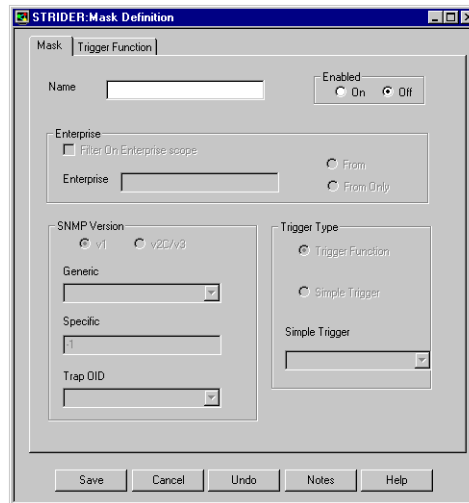 STRIDER:Mask Definition
Mask
Trigger Function
Name
Enabled
On
Off
Enterprise
Filter On Enterprise scope
Enterprise
From
From Only
SNMP Version
v1
v2C/v3
Generic
Specific
-1
Trap OID
Trigger Type
Trigger Function
Simple Trigger
Simple Trigger
Save
Cancel
Undo
Notes
Help